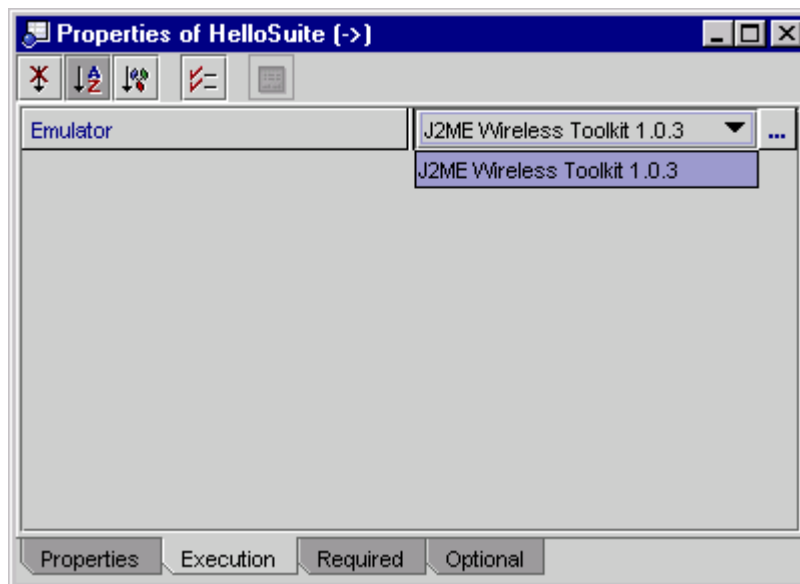 Properties of HelloSuite (->)
Emulator
J2ME Wireless Toolkit 1.0.3
...
J2ME Wireless Toolkit 1.0.3
Properties
Execution
Required
Optional